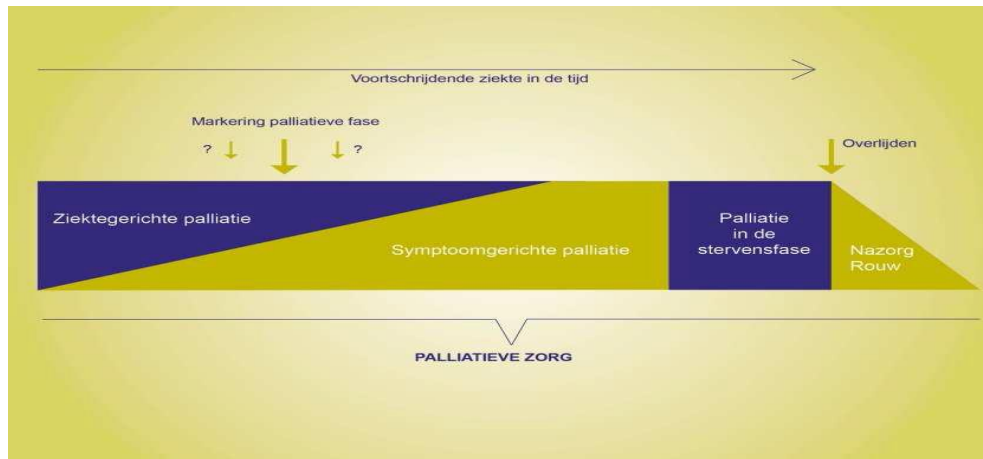 Voortschrijdende ziekte in de tijd
Markering palliatieve fase
? ?
Overlijden
Ziektegerichte palliatie
Symptoomgerichte palliatie
Palliatie
in de
stervensfase
Nazorg
Rouw
PALLIATIEVE ZORG